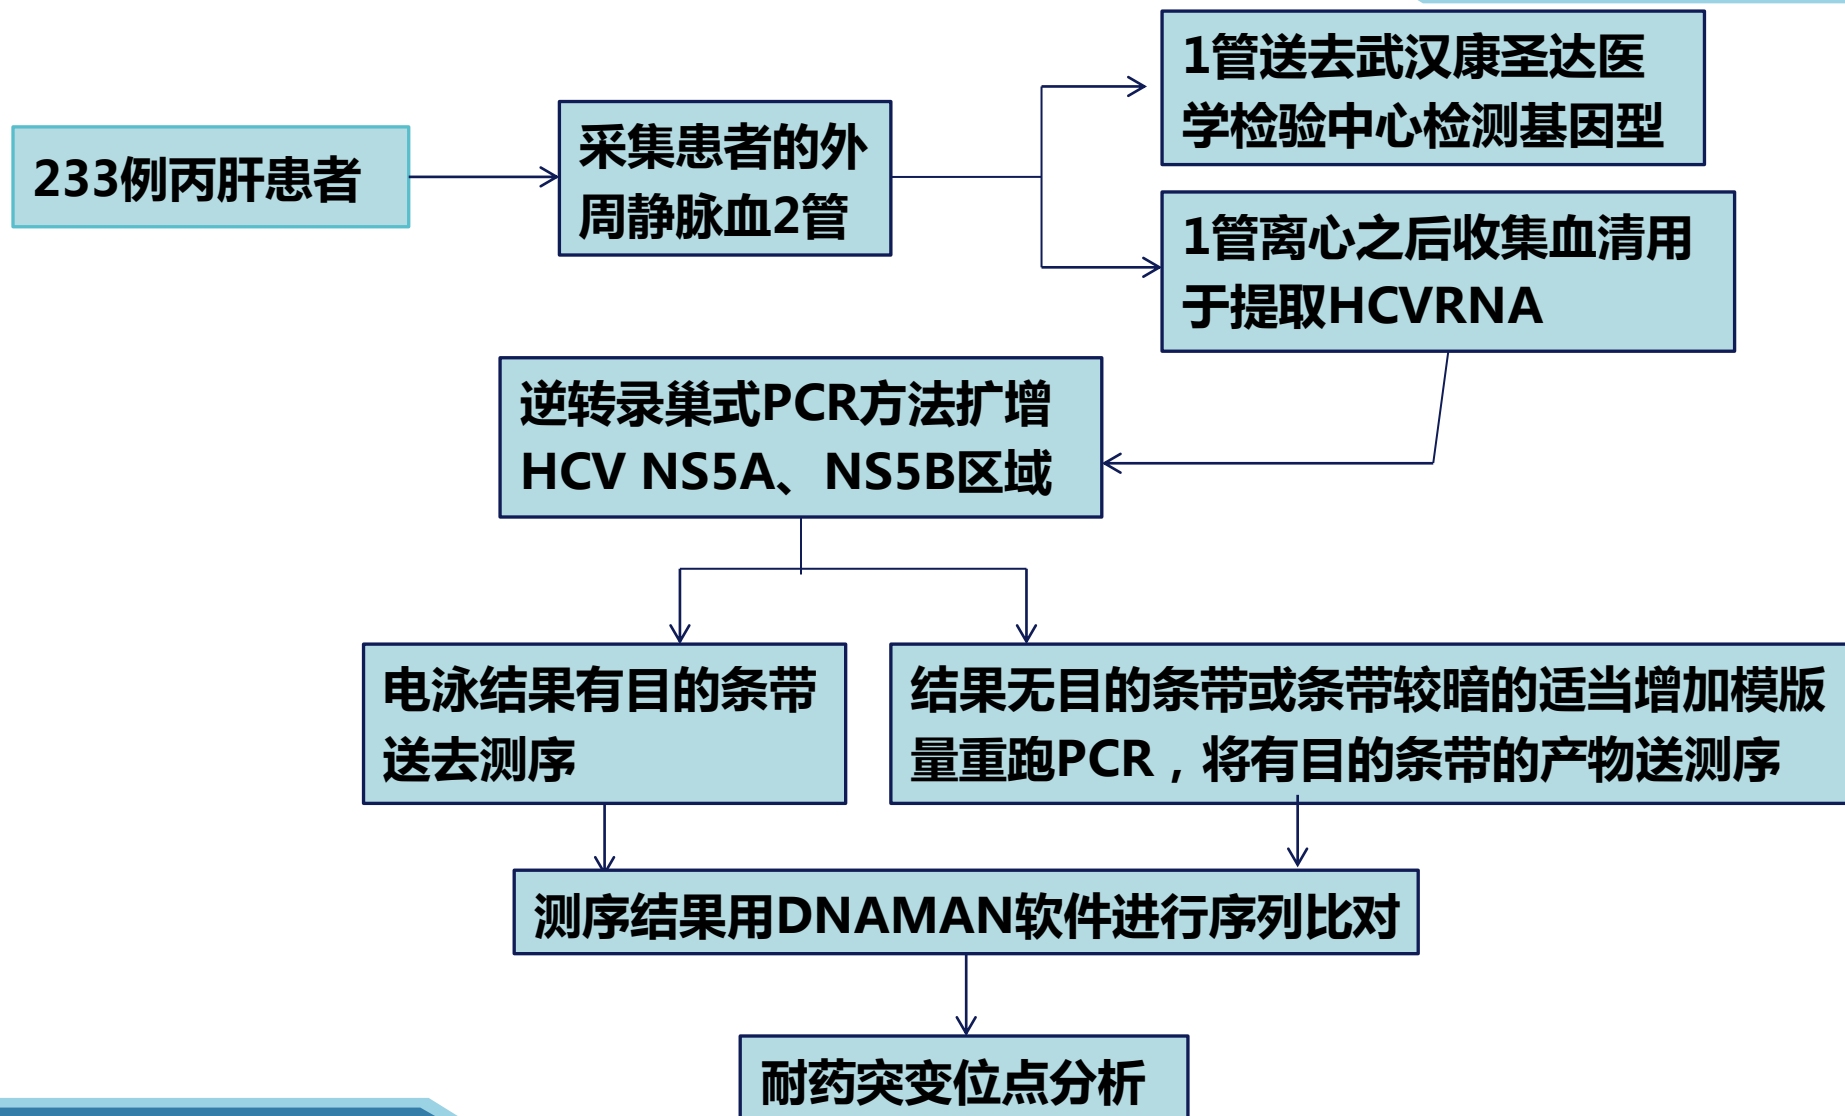 233例丙肝患者
采集患者的外
周静脉血2管
1管送去武汉康圣达医
学检验中心检测基因型
1管离心之后收集血清用
于提取HCVRNA
逆转录巢式PCR方法扩增
HCV NS5A、NS5B区域
电泳结果有目的条带
送去测序
结果无目的条带或条带较暗的适当增加模版
量重跑PCR，将有目的条带的产物送测序
测序结果用DNAMAN软件进行序列比对
耐药突变位点分析